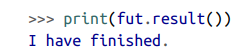 >>> print(fut.result())
I have finished.